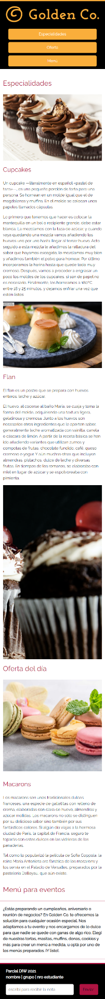 Golden Co.
Especialidades
Oferta
Menú
Especialidades
Cupcakes
Un cupcake —literalmente en español «pastel de
taza»—, es una pequeña porción de tarta para una
persona. Se hornean en un molde igual que el de
magdalenas y muffins. En el molde se colocan unos
papeles llamados cápsulas
Lo primero que tenemos que hacer es colocar la
mantequilla en un bol o recipiente grande, debe estar
blanca. La mezclamos con la taza de azúcar, y cuando
vaya quedando una mezcla vamos añadiendo los
huevos uno por uno hasta llegar al tercer huevo. Acto
seguido a esta mezcla le añadimos la ralladura del
sabor que hayamos escogido, lo mezclamos muy bien
y añadimos también el polvo para hornear. Por último
incorporamos la harina hasta que quede todo muy
cremoso. Después, vamos a proceder a engrasar un
poco los moldes de los cupcakes, si son de papel no
es necesario. Finalmente, los horneamos a 180ºC
entre 18 y 25 minutos, y dejamos enfriar una vez que
estén listos
Flan
El flan es un postre que se prepara con huevos
enteros, leche y azúcar.
El huevo, al cocerse al baño María, se cuaja y toma la
forma del molde, adquiriendo una textura ligera,
gelatinosa y cremosa. Junto a los huevos son
necesarios otros ingredientes que le aporten sabor,
generalmente leche aromatizada con vainilla, canela
o cáscara de limón. A partir de la receta básica se han
ido añadiendo variantes que utilizan zumos y
compotas de frutas, chocolate fundido, café, queso
cremoso o yogur. Y aún muchas otras que incluyen
almendras, pistachos, dulce de leche y diversas
frutas. En tiempos de los romanos, se elaboraba con
miel en lugar de azúcar y se espolvoreaba con
pimienta.
Oferta del día
Macarons
Los macarons son unos tradicionales dulces
franceses, una especie de galletitas con relleno de
crema, elaboradas con clara de huevo, almendras y
azúcar molidas. Los macarons no sólo se distinguen
por su delicioso sabor sino también por sus
fantásticos colores. Si algún día viajas a la hermosa
ciudad de París, la capital de Francia, seguro te
toparás con estos dulces en las vidrieras de las
panaderías.
Tal como lo popularizó la película de Sofía Coppola, la
reina María Antonieta era fanática de los macarons y
los servía en el Palacio de Versalles, preparados por la
pastelería Dalloyau, que aún existe.
Menú para eventos
¿Estás preparando un cumpleaños, aniversario o
reunión de negocios? En Golden Co. te ofrecemos la
solución para cualquier ocasión especial. Nos
adaptamos a tu evento y nos encargamos de lo dulce
para que nadie se quede con ganas de algo rico. Elegí
de nuestras tortas, masitas, muffins, donas, cookies y
más para crear un menú a medida, u optá por uno de
los menús preparados. ¡Y listo!.
Parcial DIW 2021
nombre | grupo | nro estudiante
escribí para recibir la nota
Enviar